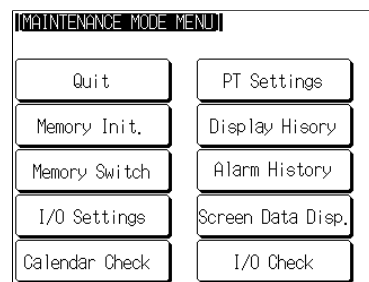 [MAINTENANCE MODE MENU]
Quit
PT Settings
Memory Init.
Display Hisory
Memory Switch
Alarm History
I/O Settings
Screen Data Disp.
Calendar Check
I/O Check